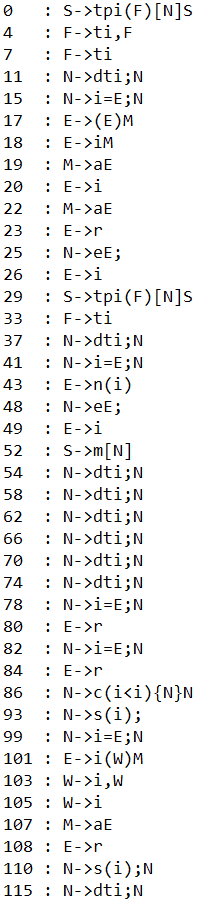 0 : S->tpi(F)[N]S
4 : F->ti,F
7 : F->ti
11 : N->dti;N
15 : N->i=E;N
17 : E->(E)M
18 : E->iM
19 : M->aE
20 : E->i
22 : M->aE
23 : E->r
25 : N->eE;
26 : E->i
29 : S->tpi(F)[N]S
33 : F->ti
37 : N->dti;N
41 : N->i=E;N
43 : E->n(i)
48 : N->eE;
49 : E->i
52 : S->m[N]
54 : N->dti;N
58 : N->dti;N
62 : N->dti;N
66 : N->dti;N
70 : N->dti;N
74 : N->dti;N
78 : N->i=E;N
80 : E->r
82 : N->i=E;N
84 : E->r
86 : N->c(i<i){N}N
93 : N->s(i);
99 : N->i=E;N
101 : E->i(W)M
103 : W->i,W
105 : W->i
107 : M->aE
108 : E->r
110 : N->s(i);N
115 : N->dti;N